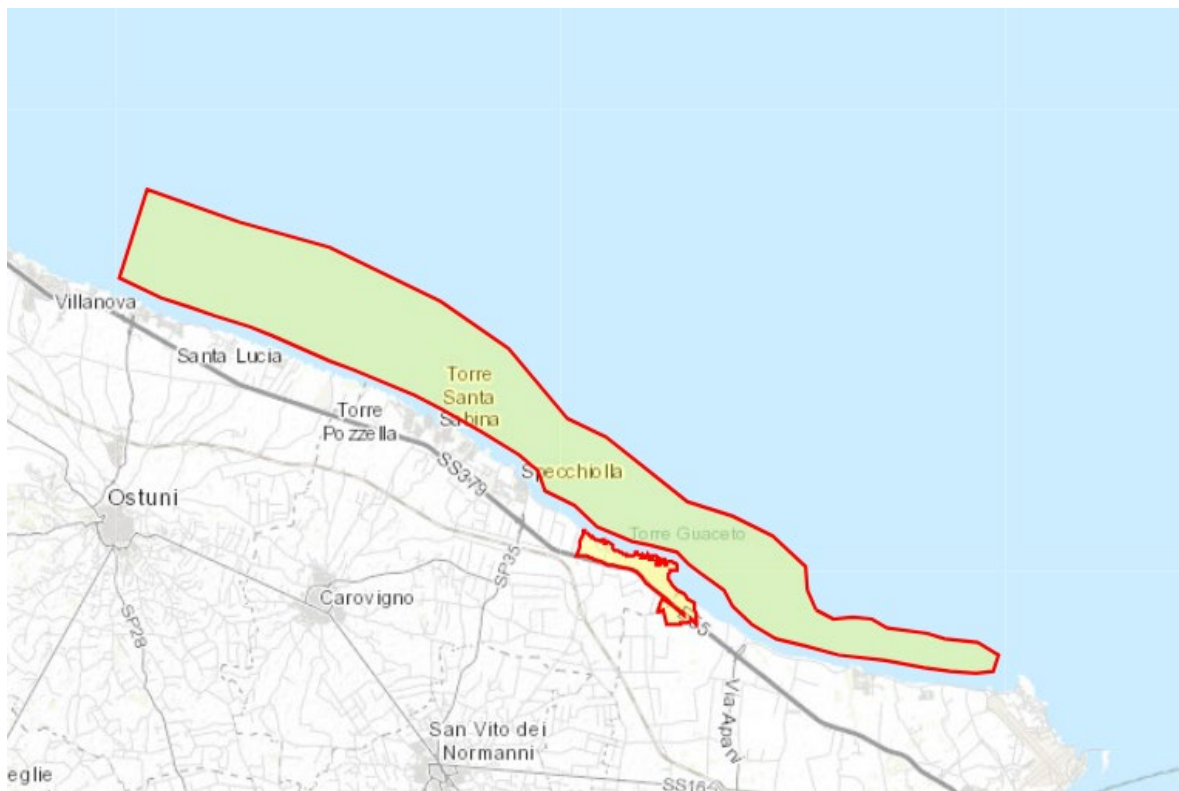 Villanova
Santa Lucia
Torre
Santa
Sabina
Torre
Pozzella
SS379
Specchiolla
Ostuni
Torre Guaceto
SP35
Carovigno
SP28
Via Apani
San Vito dei
Normanni
eglie
SS16